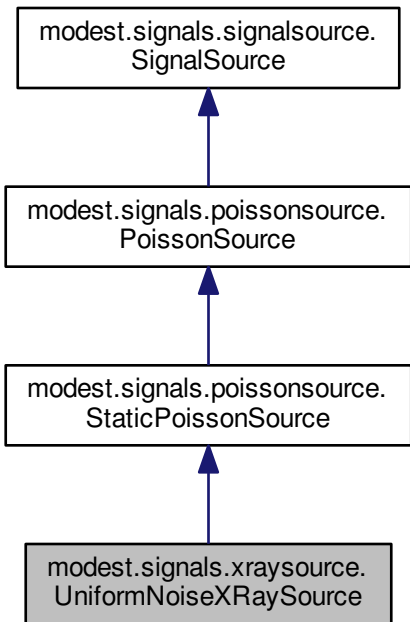 modest.signals.signalsource.
SignalSource
modest.signals.poissonsource.
PoissonSource
modest.signals.poissonsource.
StaticPoissonSource
modest.signals.xraysource.
UniformNoiseXRaySource